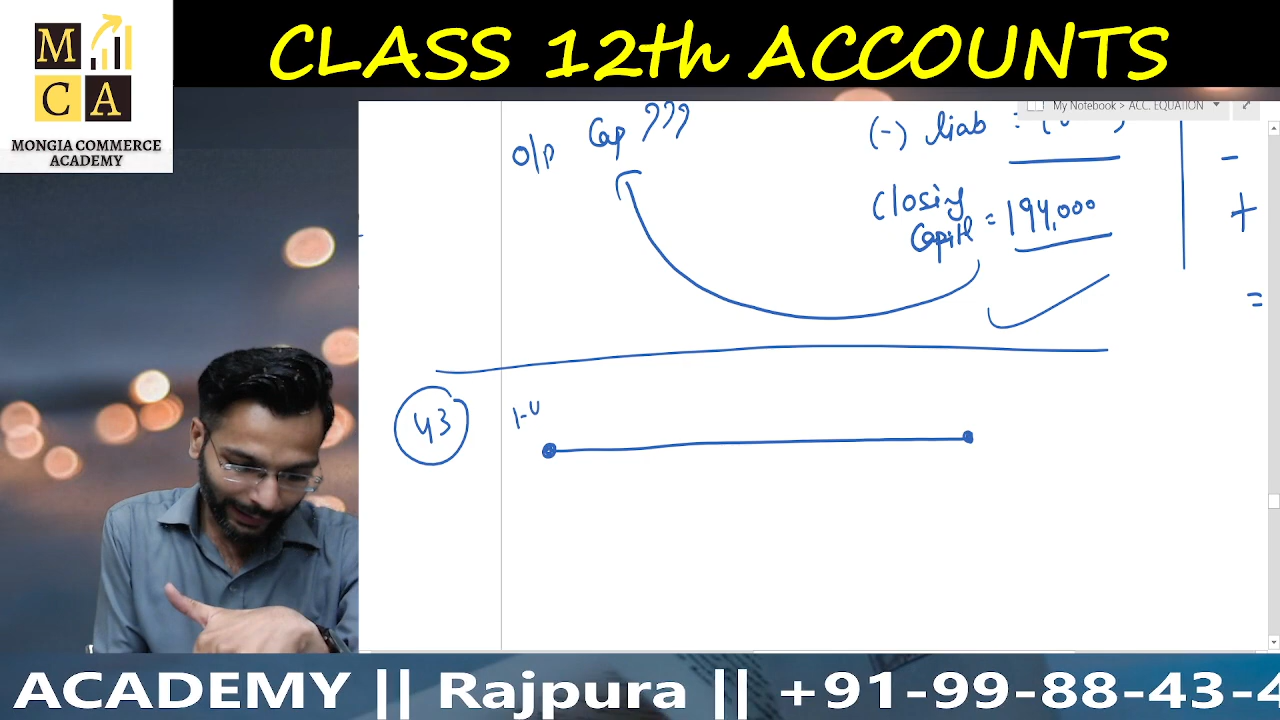 M
C A
MONGIA COMMERCE
ACADEMY
CLASS 12th ACCOUNTS
My Notebook > ACC. EQUATION
O/P Cap ???
(-) liab :
Closing
Capital = 194,000
-
+
=
43
1-4
ACADEMY || Rajpura || +91-99-88-43-4